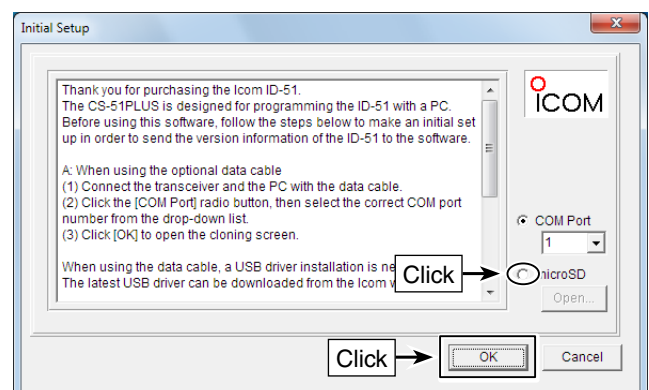 Initial Setup
Thank you for purchasing the Icom ID-51.
The CS-51PLUS is designed for programming the ID-51 with a PC.
Before using this software, follow the steps below to make an initial set
up in order to send the version information of the ID-51 to the software.
A: When using the optional data cable
(1) Connect the transceiver and the PC with the data cable.
(2) Click the [COM Port] radio button, then select the correct COM port
number from the drop-down list.
(3) Click [OK] to open the cloning screen.
When using the data cable, a USB driver installation is
The latest USB driver can be downloaded from the Icom
ICOM
COM Port
1
Click
microSD
Open...
Click
OK
Cancel